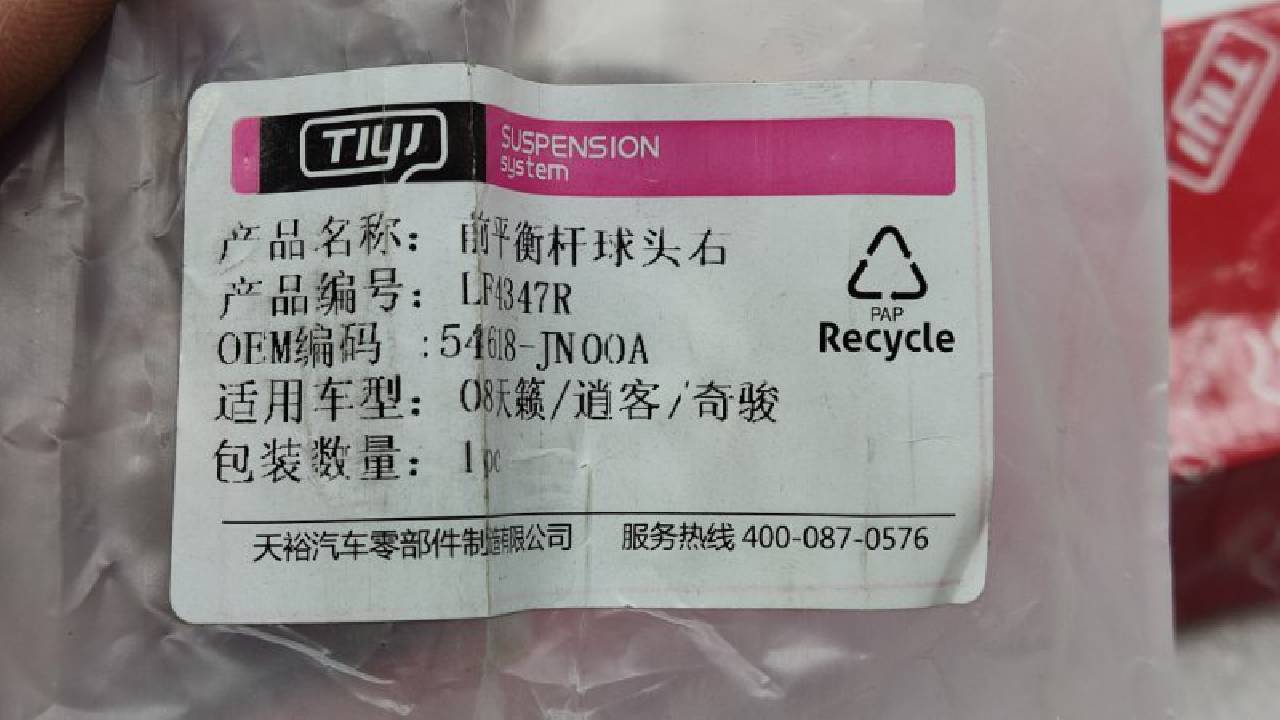 TIYI SUSPENSION
system
产品名称：前平衡杆球头右
产品编号：LF4347R
OEM编码 :54618-JN00A
适用车型：08天籁/逍客/奇骏
包装数量：1pc
PAP
Recycle
天裕汽车零部件制造有限公司 服务热线 400-087-0576
TIYI